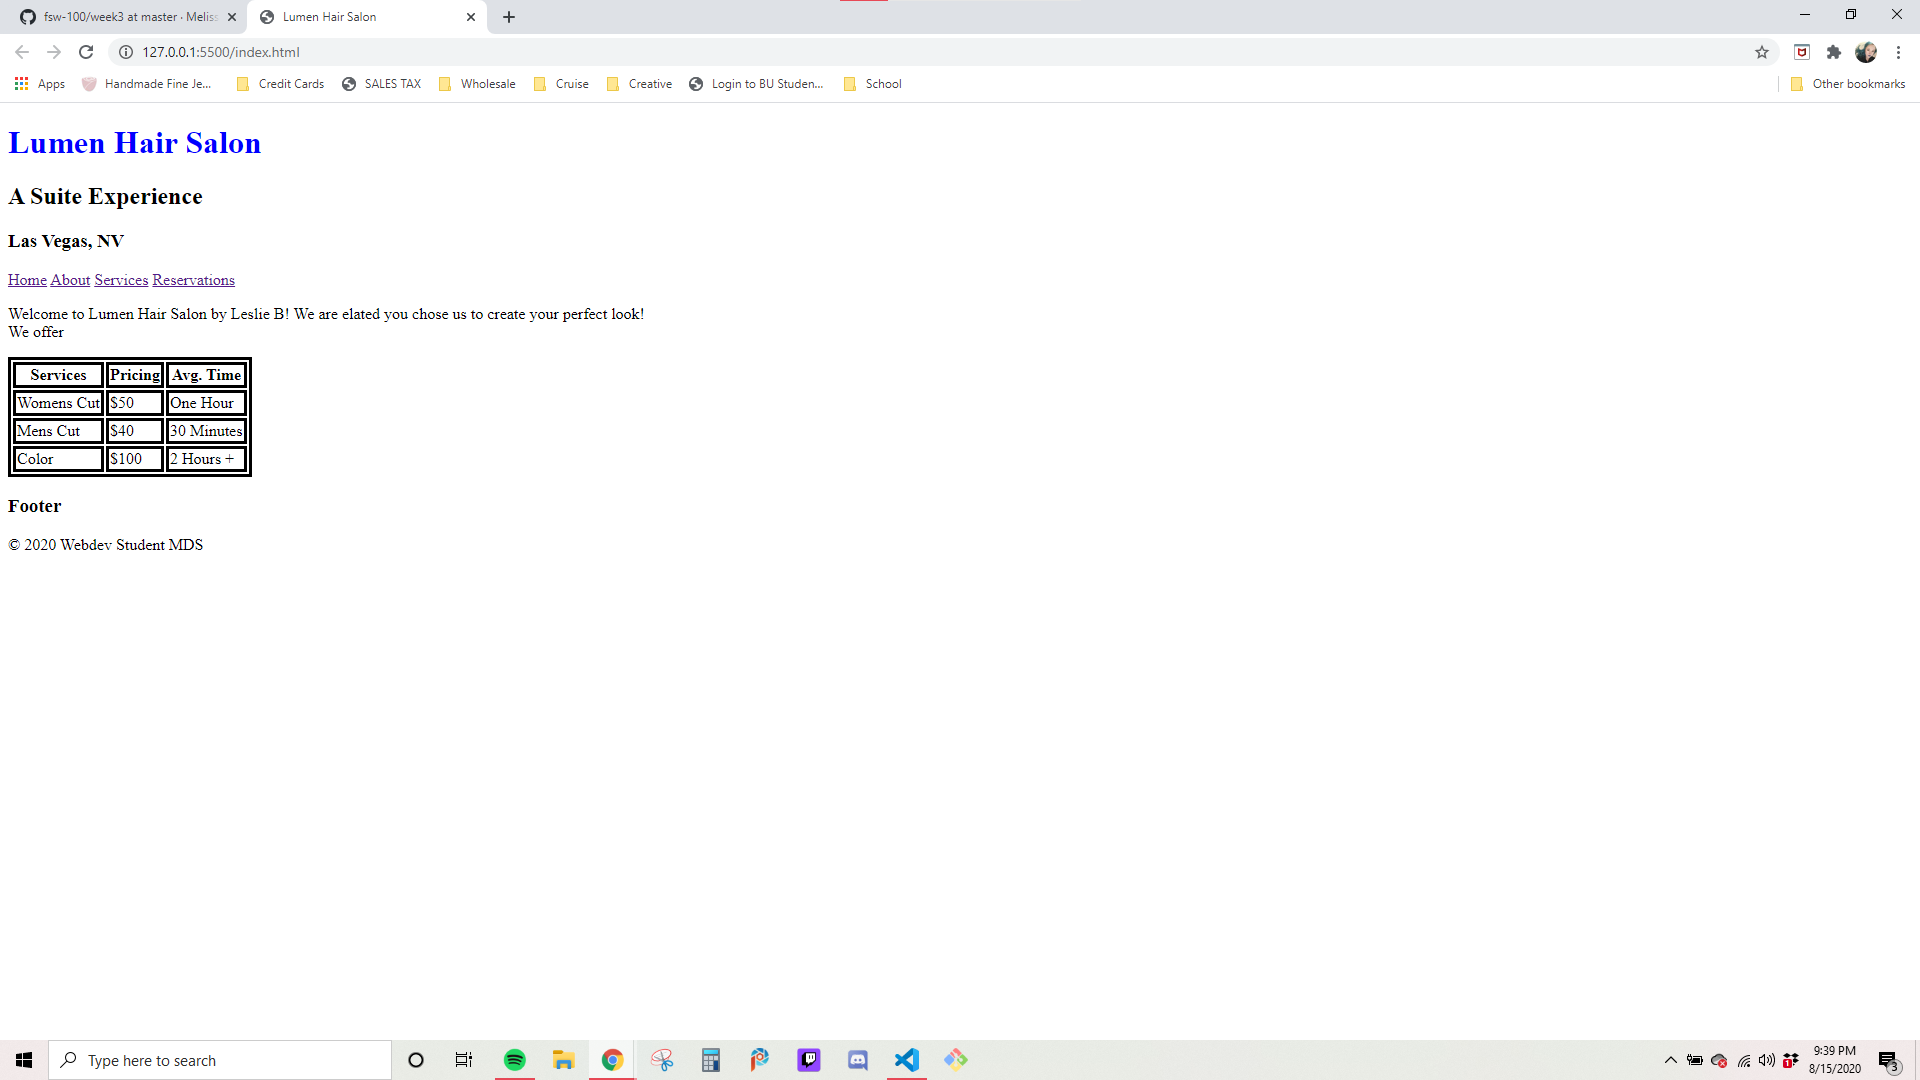 fsw-100/week3 at master · Meliss
Lumen Hair Salon
127.0.0.1:5500/index.html
Apps Handmade Fine Je... Credit Cards SALES TAX Wholesale Cruise Creative Login to BU Studen... School Other bookmarks
Lumen Hair Salon
A Suite Experience
Las Vegas, NV
Home About Services Reservations
Welcome to Lumen Hair Salon by Leslie B! We are elated you chose us to create your perfect look!
We offer
Services Pricing Avg. Time
Womens Cut $50 One Hour
Mens Cut $40 30 Minutes
Color $100 2 Hours +
Footer
© 2020 Webdev Student MDS
Type here to search
9:39 PM
8/15/2020
1
3